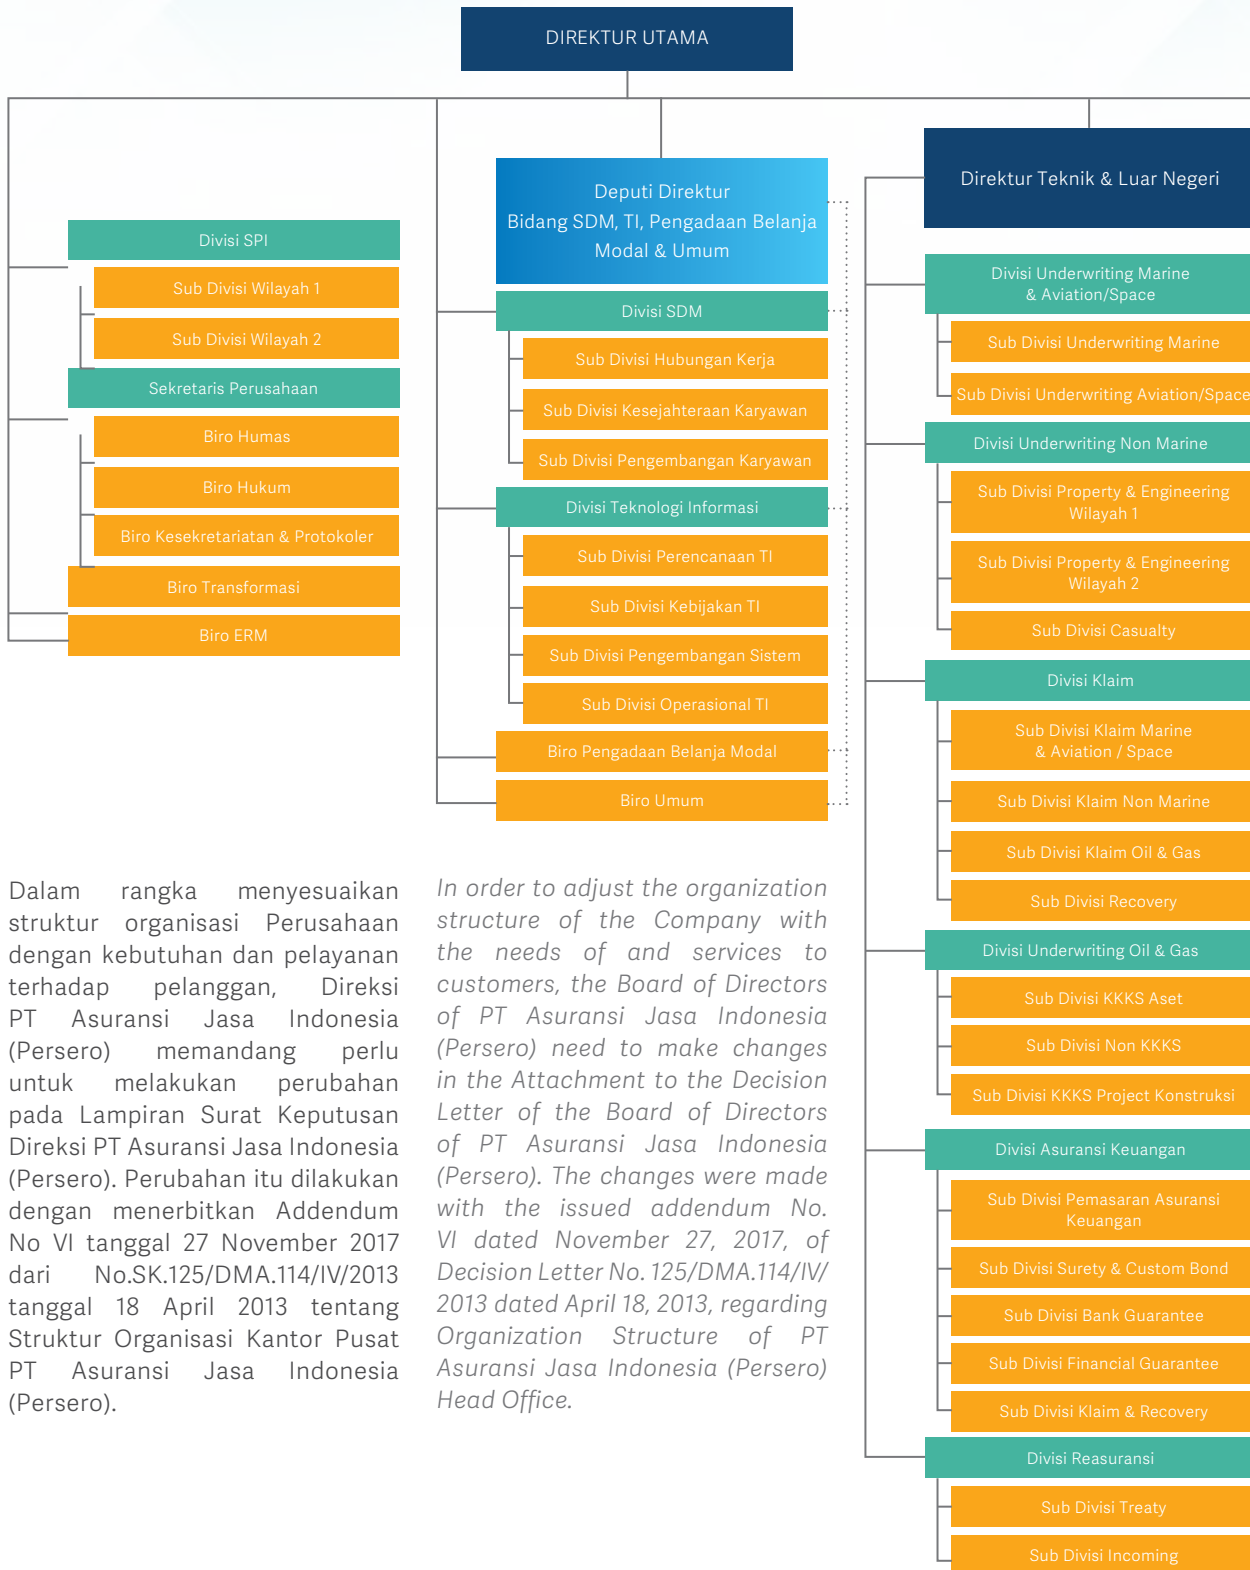 DIREKTUR UTAMA
Divisi SPI
Sub Divisi Wilayah 1
Sub Divisi Wilayah 2
Sekretaris Perusahaan
Biro Humas
Biro Hukum
Biro Kesekretariatan & Protokoler
Biro Transformasi
Biro ERM
Deputi Direktur
Bidang SDM, TI, Pengadaan Belanja
Modal & Umum
Divisi SDM
Sub Divisi Hubungan Kerja
Sub Divisi Kesejahteraan Karyawan
Sub Divisi Pengembangan Karyawan
Divisi Teknologi Informasi
Sub Divisi Perencanaan TI
Sub Divisi Kebijakan TI
Sub Divisi Pengembangan Sistem
Sub Divisi Operasional TI
Biro Pengadaan Belanja Modal
Biro Umum
Direktur Teknik & Luar Negeri
Divisi Underwriting Marine
& Aviation/Space
Sub Divisi Underwriting Marine
Sub Divisi Underwriting Aviation/Space
Divisi Underwriting Non Marine
Sub Divisi Property & Engineering
Wilayah 1
Sub Divisi Property & Engineering
Wilayah 2
Sub Divisi Casualty
Divisi Klaim
Sub Divisi Klaim Marine
& Aviation / Space
Sub Divisi Klaim Non Marine
Sub Divisi Klaim Oil & Gas
Sub Divisi Recovery
Divisi Underwriting Oil & Gas
Sub Divisi KKKS Aset
Sub Divisi Non KKKS
Sub Divisi KKKS Project Konstruksi
Divisi Asuransi Keuangan
Sub Divisi Pemasaran Asuransi
Keuangan
Sub Divisi Surety & Custom Bond
Sub Divisi Bank Guarantee
Sub Divisi Financial Guarantee
Sub Divisi Klaim & Recovery
Divisi Reasuransi
Sub Divisi Treaty
Sub Divisi Incoming
Dalam rangka menyesuaikan
struktur organisasi Perusahaan
dengan kebutuhan dan pelayanan
terhadap pelanggan, Direksi
PT Asuransi Jasa Indonesia
(Persero) memandang perlu
untuk melakukan perubahan
pada Lampiran Surat Keputusan
Direksi PT Asuransi Jasa Indonesia
(Persero). Perubahan itu dilakukan
dengan menerbitkan Addendum
No VI tanggal 27 November 2017
dari No.SK.125/DMA.114/IV/2013
tanggal 18 April 2013 tentang
Struktur Organisasi Kantor Pusat
PT Asuransi Jasa Indonesia
(Persero).
In order to adjust the organization
structure of the Company with
the needs of and services to
customers, the Board of Directors
of PT Asuransi Jasa Indonesia
(Persero) need to make changes
in the Attachment to the Decision
Letter of the Board of Directors
of PT Asuransi Jasa Indonesia
(Persero). The changes were made
with the issued addendum No.
VI dated November 27, 2017, of
Decision Letter No. 125/DMA.114/IV/
2013 dated April 18, 2013, regarding
Organization Structure of PT
Asuransi Jasa Indonesia (Persero)
Head Office.